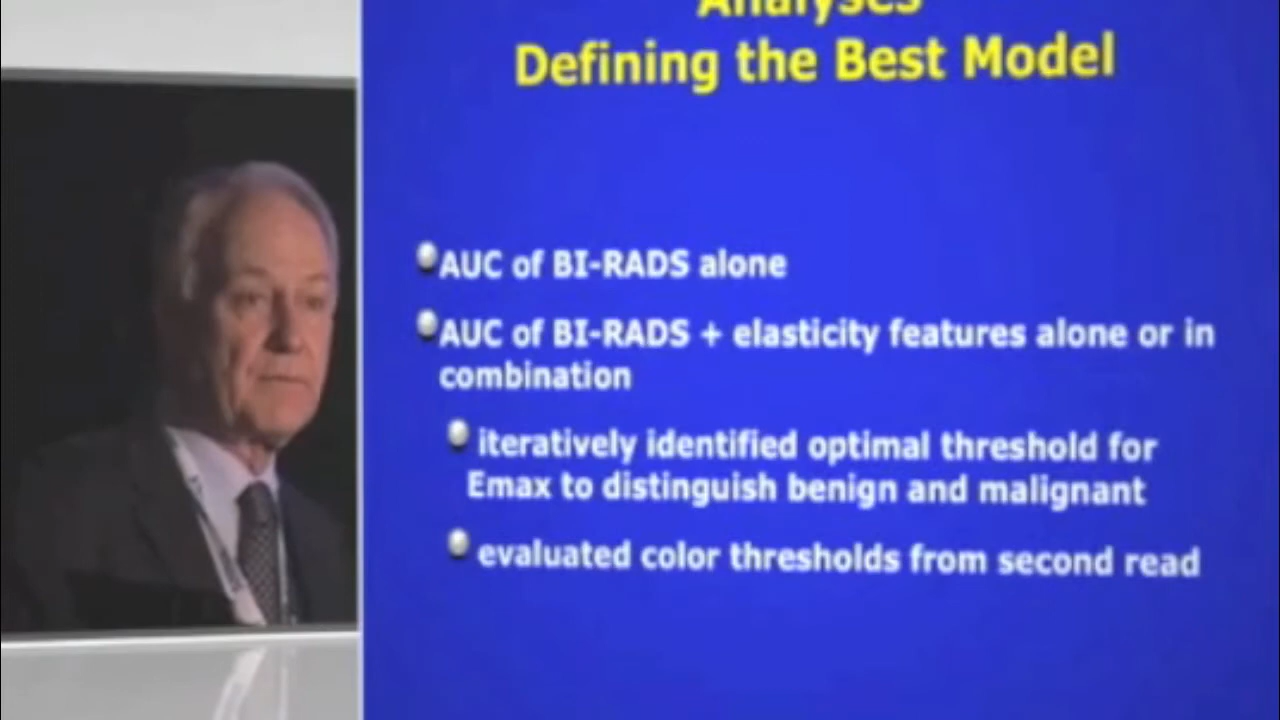 Analyses
Defining the Best Model
AUC of BI-RADS alone
AUC of BI-RADS + elasticity features alone or in
combination
iteratively identified optimal threshold for
Emax to distinguish benign and malignant
evaluated color thresholds from second read